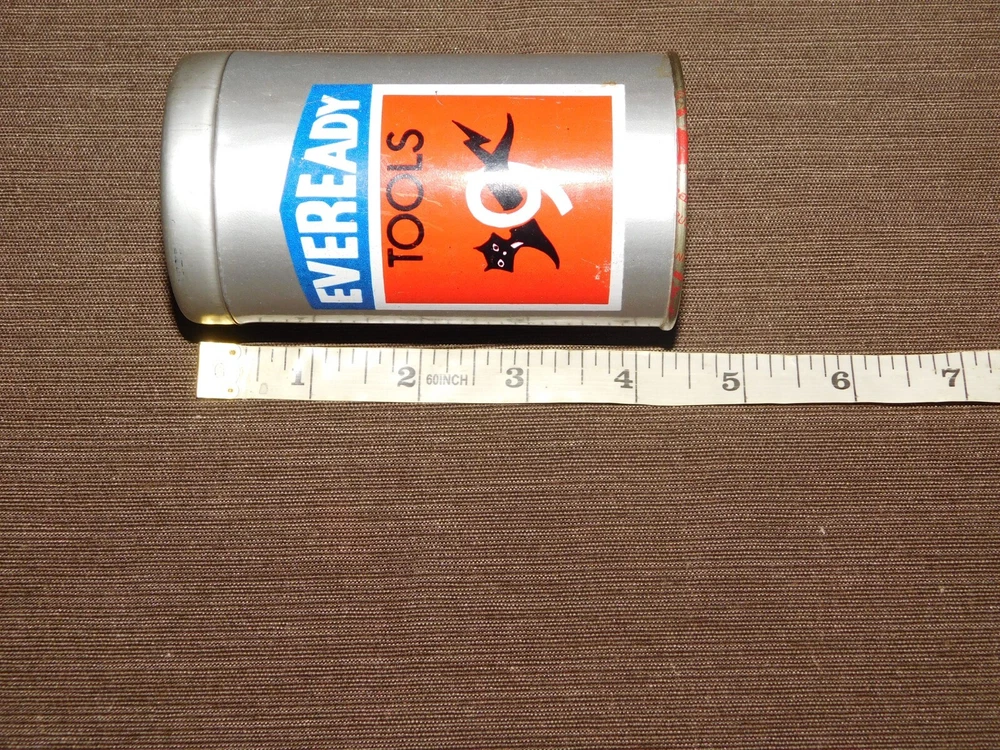 EVEREADY
TOOLS
9
1 2 60INCH 3 4 5 6 7